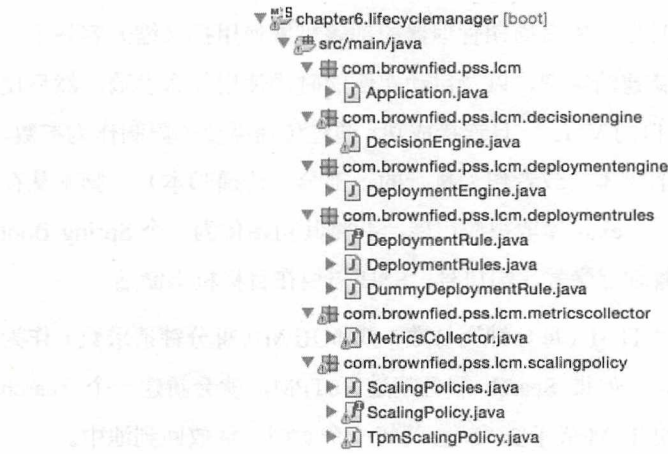 chapter6.lifecyclemanager [boot]
src/main/java
com.brownfied.pss.lcm
Application.java
com.brownfied.pss.lcm.decisionengine
DecisionEngine.java
com.brownfied.pss.lcm.deploymentengine
DeploymentEngine.java
com.brownfied.pss.lcm.deploymentrules
DeploymentRule.java
DeploymentRules.java
DummyDeploymentRule.java
com.brownfied.pss.lcm.metricscollector
MetricsCollector.java
com.brownfied.pss.lcm.scalingpolicy
ScalingPolicies.java
ScalingPolicy.java
TpmScalingPolicy.java